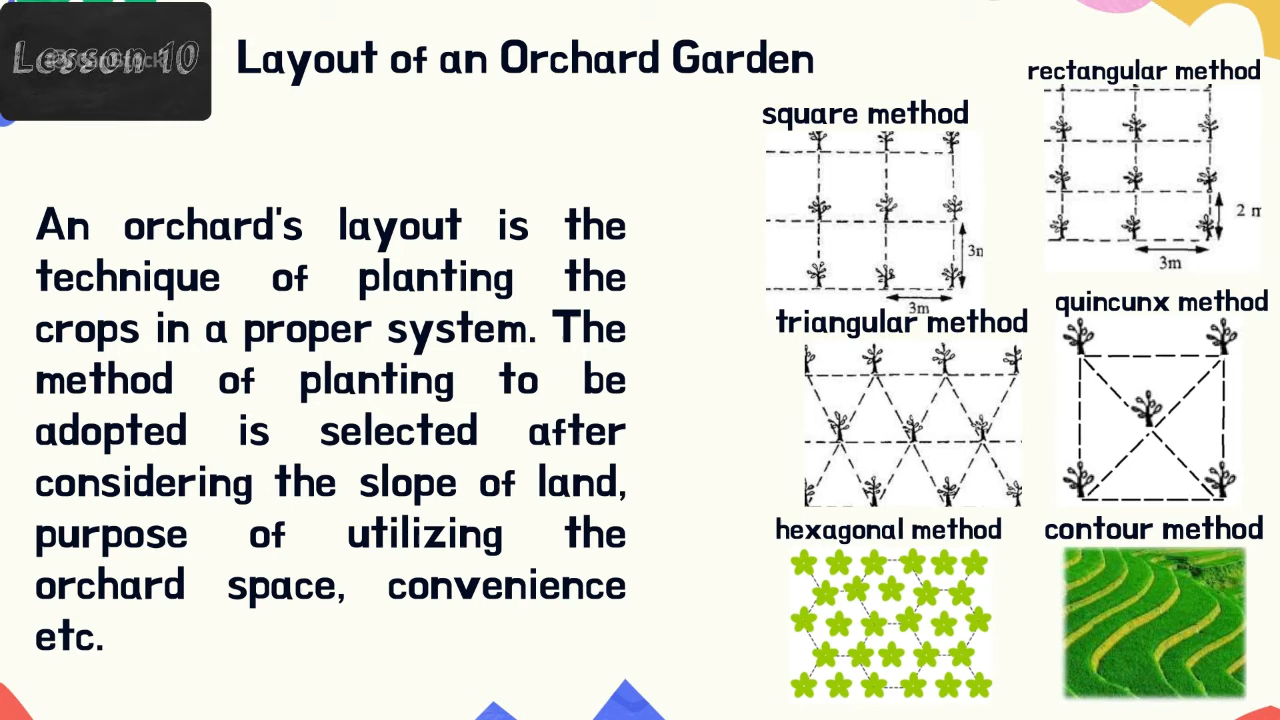 Lesson 10
Layout of an Orchard Garden
An orchard's layout is the
technique of planting the
crops in a proper system. The
method of planting to be
adopted is selected after
considering the slope of land,
purpose of utilizing the
orchard space, convenience
etc.
square method
3m
rectangular method
2 m
3m
triangular method
quincunx method
hexagonal method
contour method